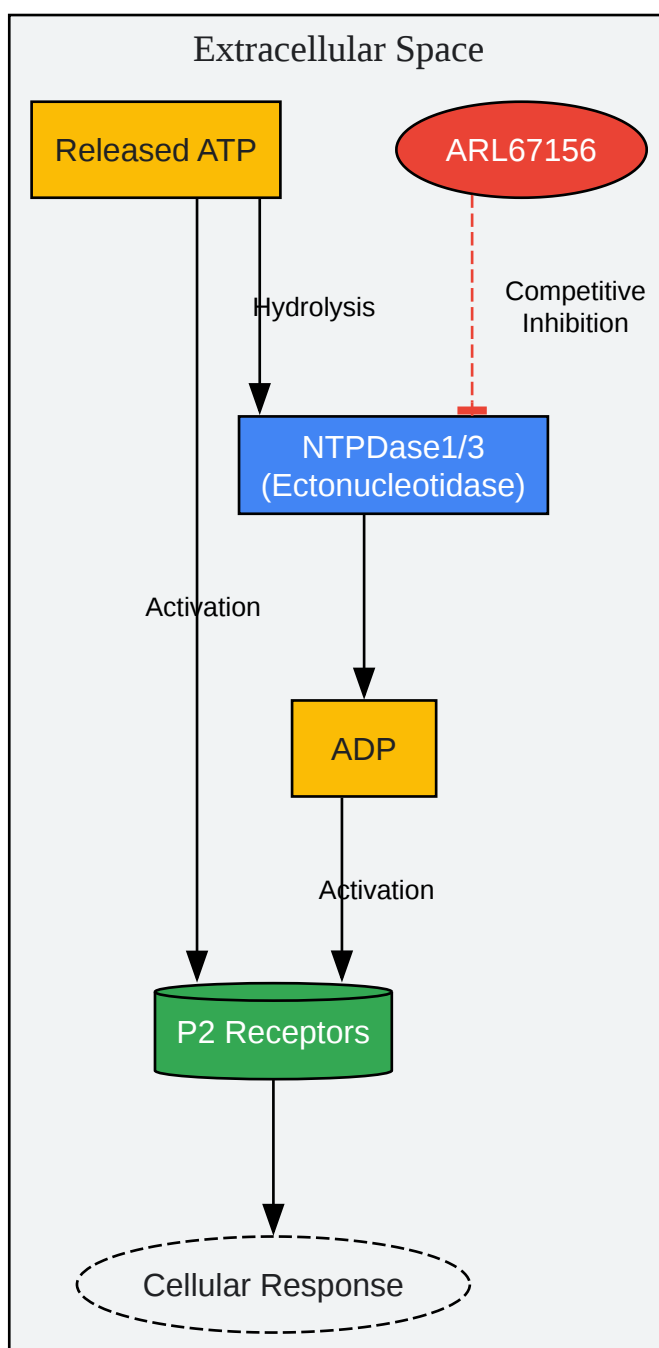 Extracellular Space
Released ATP
ARL67156
Hydrolysis
Competitive
Inhibition
NTPDase1/3
(Ectonucleotidase)
Activation
ADP
Activation
P2 Receptors
Cellular Response